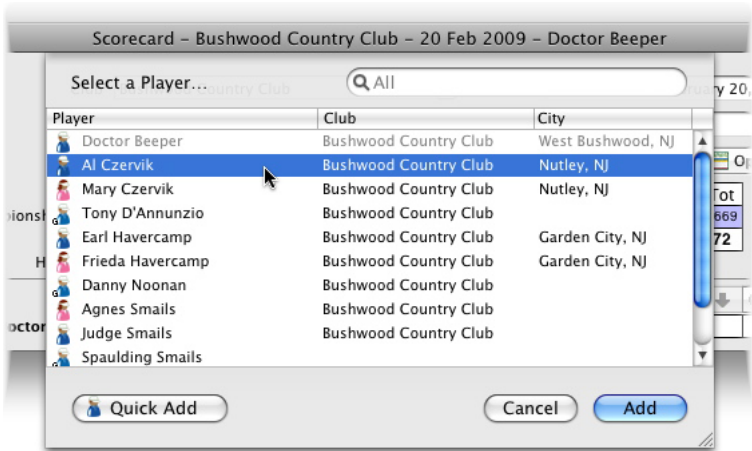 Scorecard – Bushwood Country Club – 20 Feb 2009 – Doctor Beeper
Select a Player...
All
ry 20,
Player Club City
Doctor Beeper Bushwood Country Club West Bushwood, NJ
Al Czervik Bushwood Country Club Nutley, NJ
Mary Czervik Bushwood Country Club Nutley, NJ
Tony D'Annunzio Bushwood Country Club
Earl Havercamp Bushwood Country Club Garden City, NJ
Frieda Havercamp Bushwood Country Club Garden City, NJ
Danny Noonan Bushwood Country Club
Agnes Smails Bushwood Country Club
Judge Smails Bushwood Country Club
Spaulding Smails
Op
Tot
669
72
H
octor
Quick Add Cancel Add